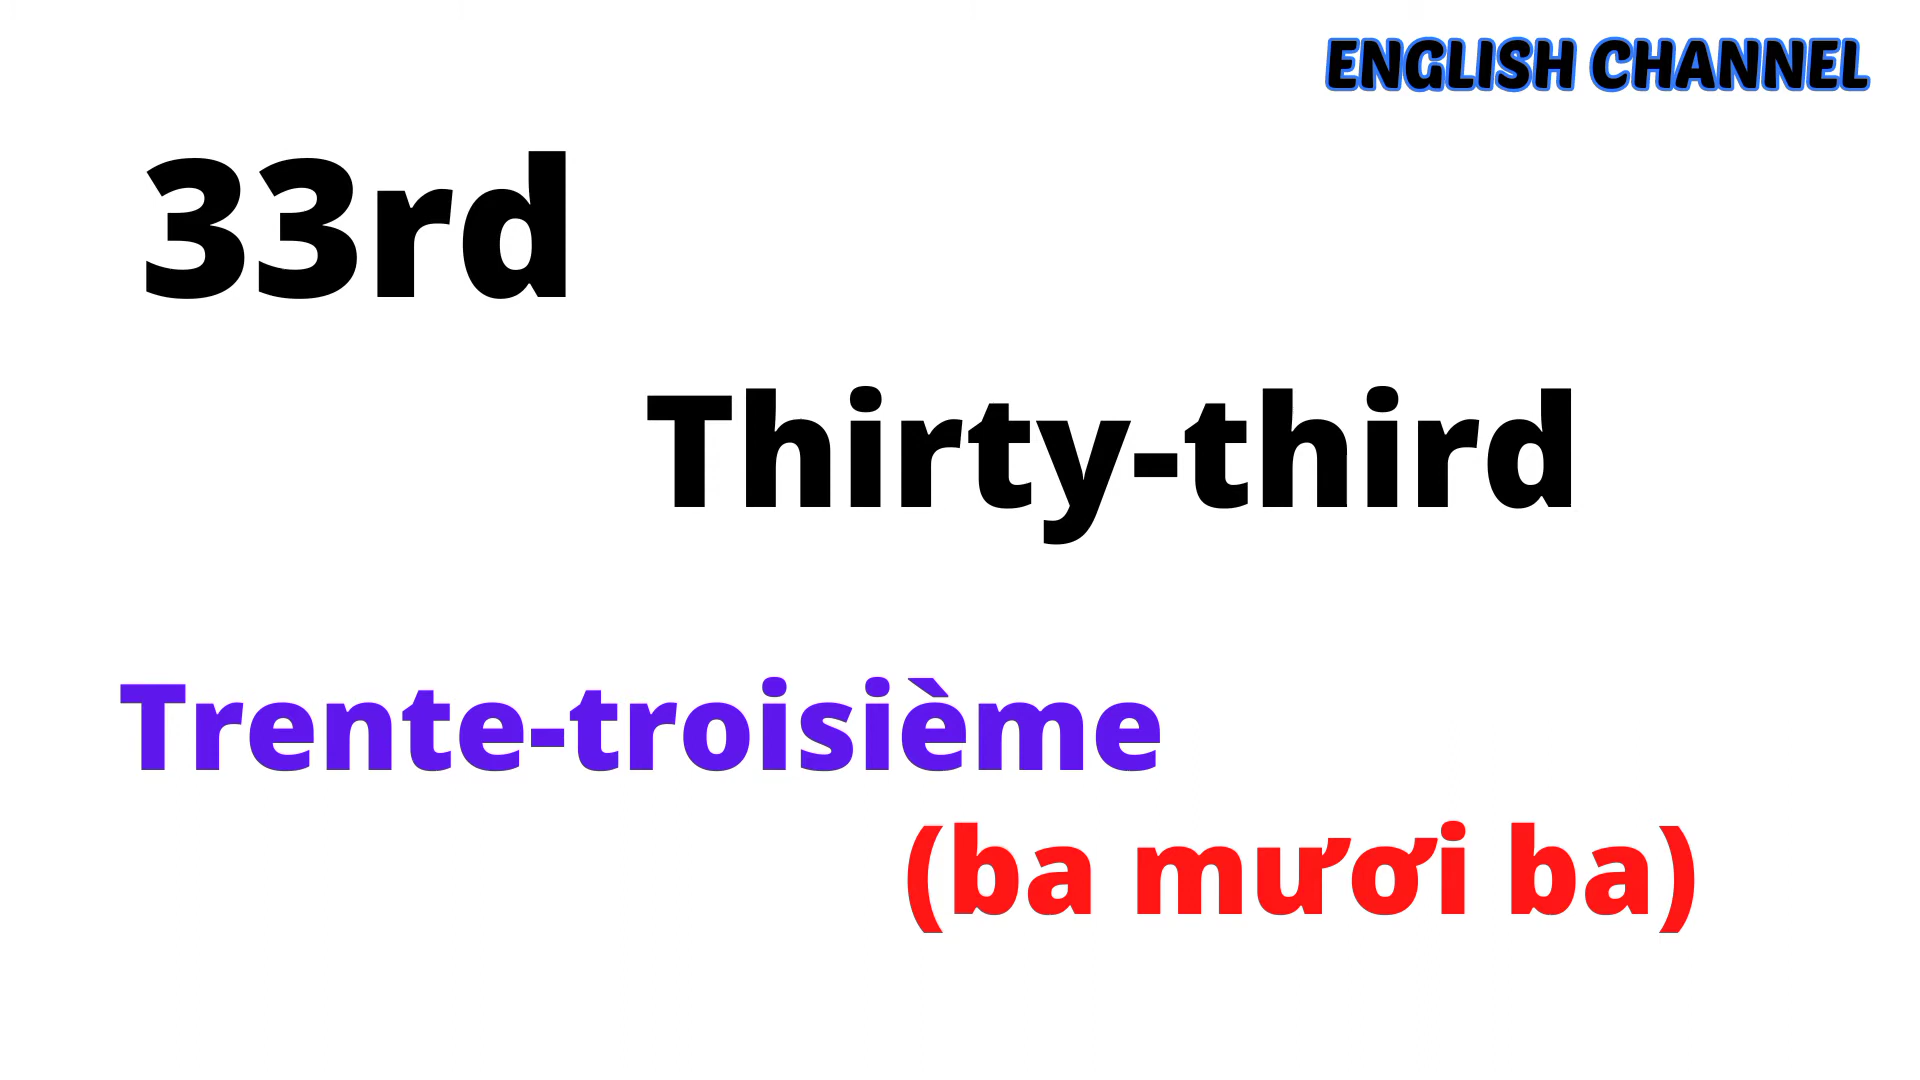 ENGLISH CHANNEL
33rd
Thirty-third
Trente-troisième
(ba mươi ba)